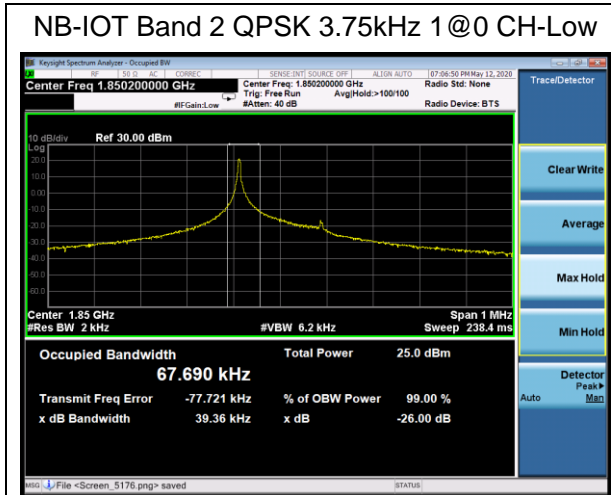 NB-IOT Band 2 QPSK 3.75kHz 1@0 CH-Low
Keysight Spectrum Analyzer - Occupied BW
RF 50 Ω AC CORREC SENSE:INT SOURCE OFF ALIGN AUTO 07:06:50 PM May 12, 2020
Center Freq 1.850200000 GHz
Center Freq: 1.850200000 GHz
Radio Std: None
Trig: Free Run Avg|Hold:>100/100
#IFGain:Low
#Atten: 40 dB
Radio Device: BTS
Trace/Detector
10 dB/div Ref 30.00 dBm
Log
20.0
10.0
0.00
-10.0
-20.0
-30.0
-40.0
-50.0
-60.0
Clear Write
Average
Max Hold
Min Hold
Detector
Peak▶
Auto Man
Center 1.85 GHz Span 1 MHz
#Res BW 2 kHz #VBW 6.2 kHz Sweep 238.4 ms
Occupied Bandwidth Total Power 25.0 dBm
67.690 kHz
Transmit Freq Error -77.721 kHz % of OBW Power 99.00 %
x dB Bandwidth 39.36 kHz x dB -26.00 dB
MSG File <Screen_5176.png> saved STATUS